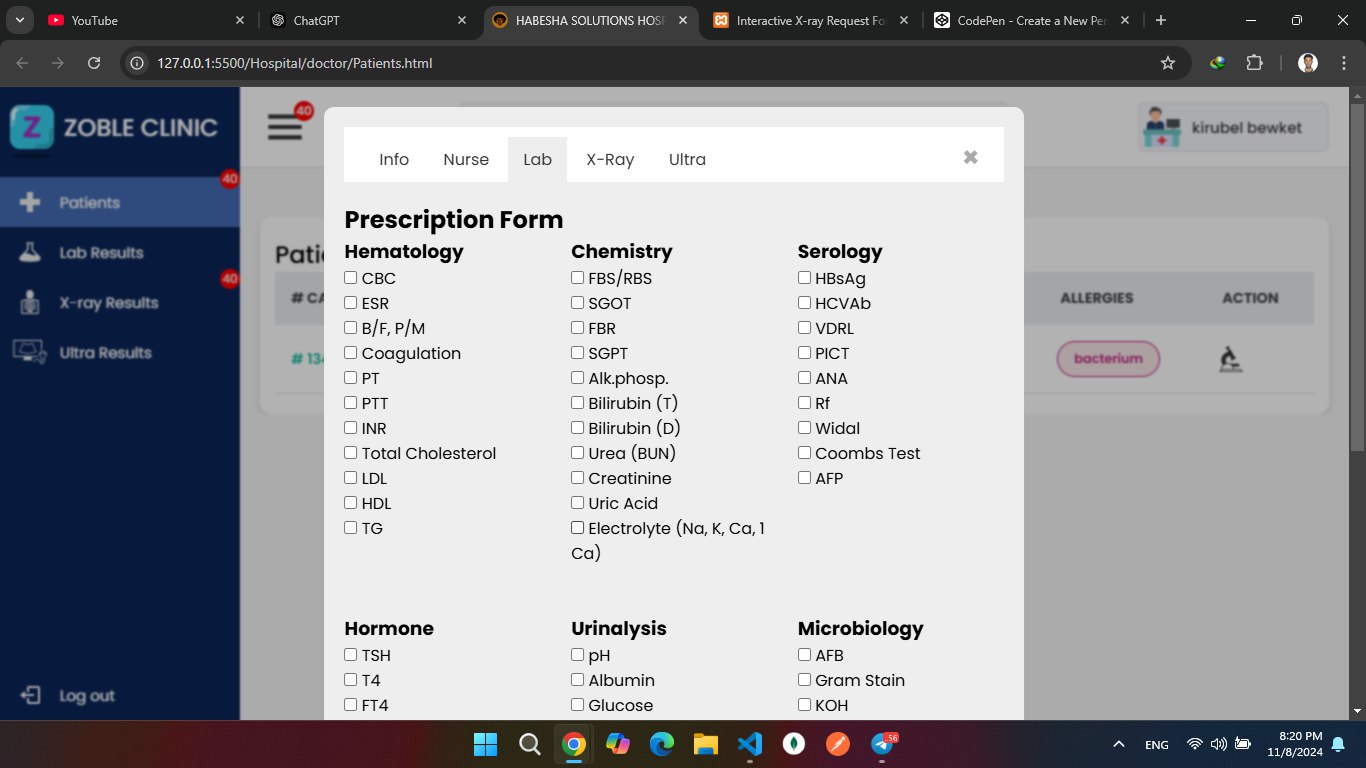 YouTube
ChatGPT
HABESHA SOLUTIONS HOSP
Interactive X-ray Request Fo
CodePen - Create a New Pen
127.0.0.1:5500/Hospital/doctor/Patients.html
Z ZOBLE CLINIC
40
kirubel bewket
Info Nurse Lab X-Ray Ultra ✖
40
Patients
Lab Results
40
X-ray Results
Ultra Results
Log out
Patie
# CA
ALLERGIES ACTION
# 134
bacterium
Prescription Form
Hematology
CBC
ESR
B/F, P/M
Coagulation
PT
PTT
INR
Total Cholesterol
LDL
HDL
TG
Chemistry
FBS/RBS
SGOT
FBR
SGPT
Alk.phosp.
Bilirubin (T)
Bilirubin (D)
Urea (BUN)
Creatinine
Uric Acid
Electrolyte (Na, K, Ca, 1
Ca)
Serology
HBsAg
HCVAb
VDRL
PICT
ANA
Rf
Widal
Coombs Test
AFP
Hormone
TSH
T4
FT4
Urinalysis
pH
Albumin
Glucose
Microbiology
AFB
Gram Stain
KOH
56
ENG
8:20 PM
11/8/2024